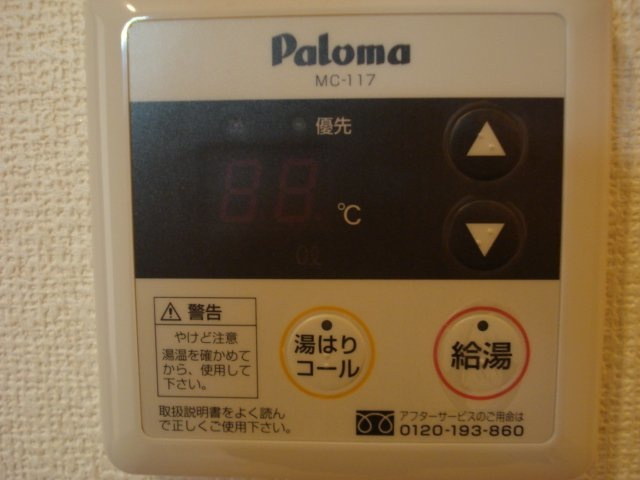 Paloma
MC-117
優先
88
℃
0ℓ
警告
やけど注意
湯温を確かめて
から、使用して
下さい。
湯はり
コール
給湯
取扱説明書をよく読ん
で正しくご使用下さい。
アフターサービスのご用命は
0120-193-860